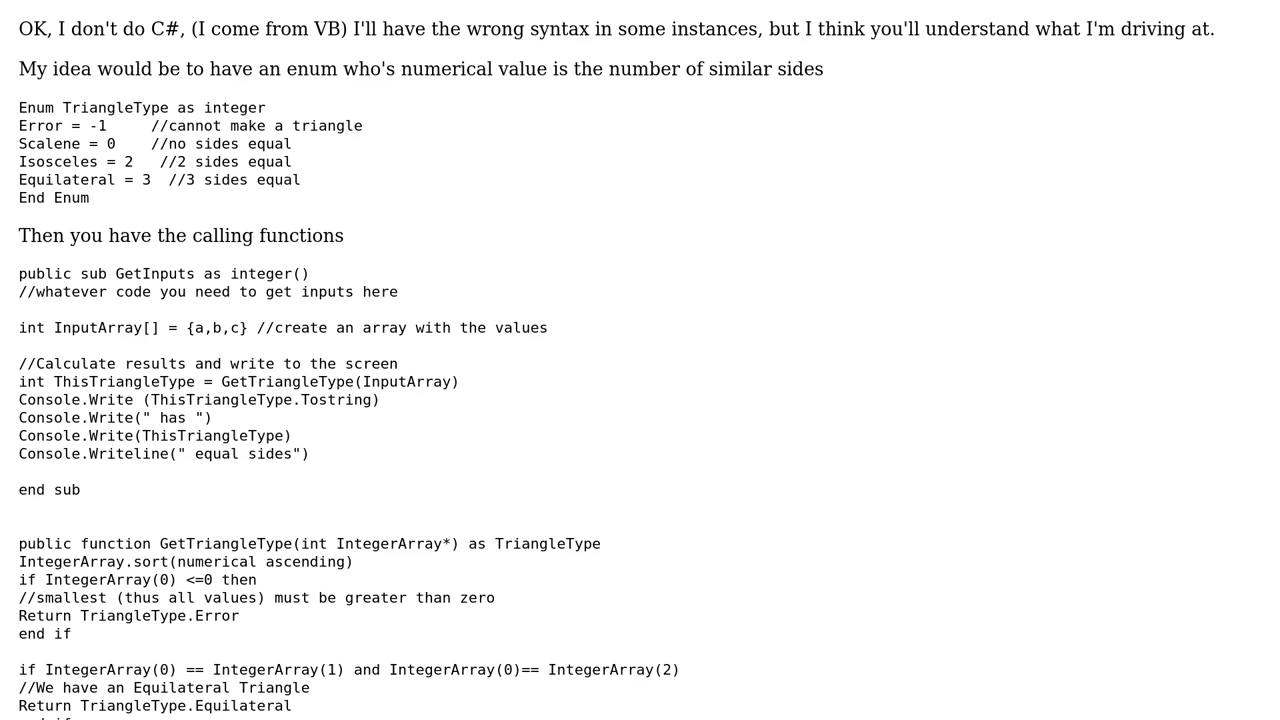 OK, I don't do C#, (I come from VB) I'll have the wrong syntax in some instances, but I think you'll understand what I'm driving at.
My idea would be to have an enum who's numerical value is the number of similar sides
Enum TriangleType as integer
Error = -1     //cannot make a triangle
Scalene = 0    //no sides equal
Isosceles = 2   //2 sides equal
Equilateral = 3  //3 sides equal
End Enum
Then you have the calling functions
public sub GetInputs as integer()
//whatever code you need to get inputs here
int InputArray[] = {a,b,c} //create an array with the values
//Calculate results and write to the screen
int ThisTriangleType = GetTriangleType(InputArray)
Console.Write (ThisTriangleType.Tostring)
Console.Write(" has ")
Console.Write(ThisTriangleType)
Console.Writeline(" equal sides")
end sub
public function GetTriangleType(int IntegerArray*) as TriangleType
IntegerArray.sort(numerical ascending)
if IntegerArray(0) <=0 then
//smallest (thus all values) must be greater than zero
Return TriangleType.Error
end if
if IntegerArray(0) == IntegerArray(1) and IntegerArray(0)== IntegerArray(2)
//We have an Equilateral Triangle
Return TriangleType.Equilateral